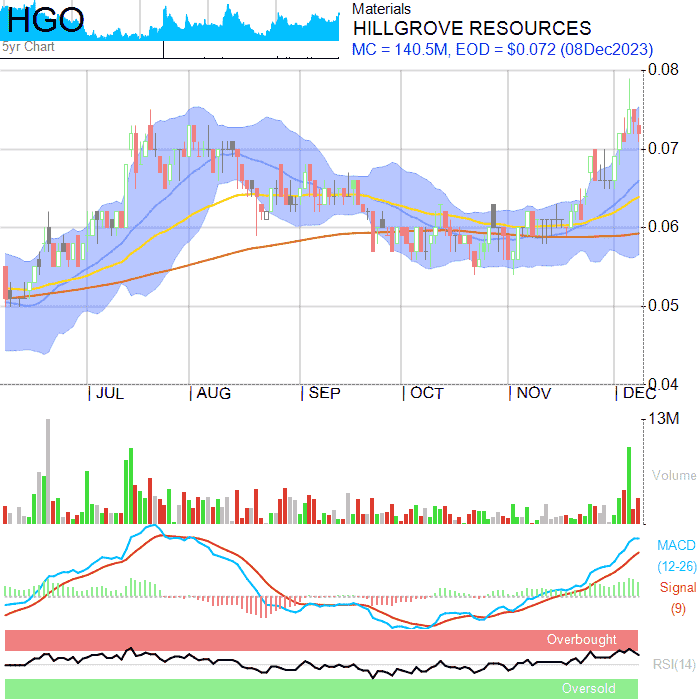 HGO
5yr Chart
Materials
HILLGROVE RESOURCES
MC = 140.5M, EOD = $0.072 (08Dec2023)
0.08
0.07
0.06
0.05
0.04
JUL AUG SEP OCT NOV DEC
13M
Volume
MACD
(12-26)
Signal
(9)
Overbought
RSI(14)
Oversold